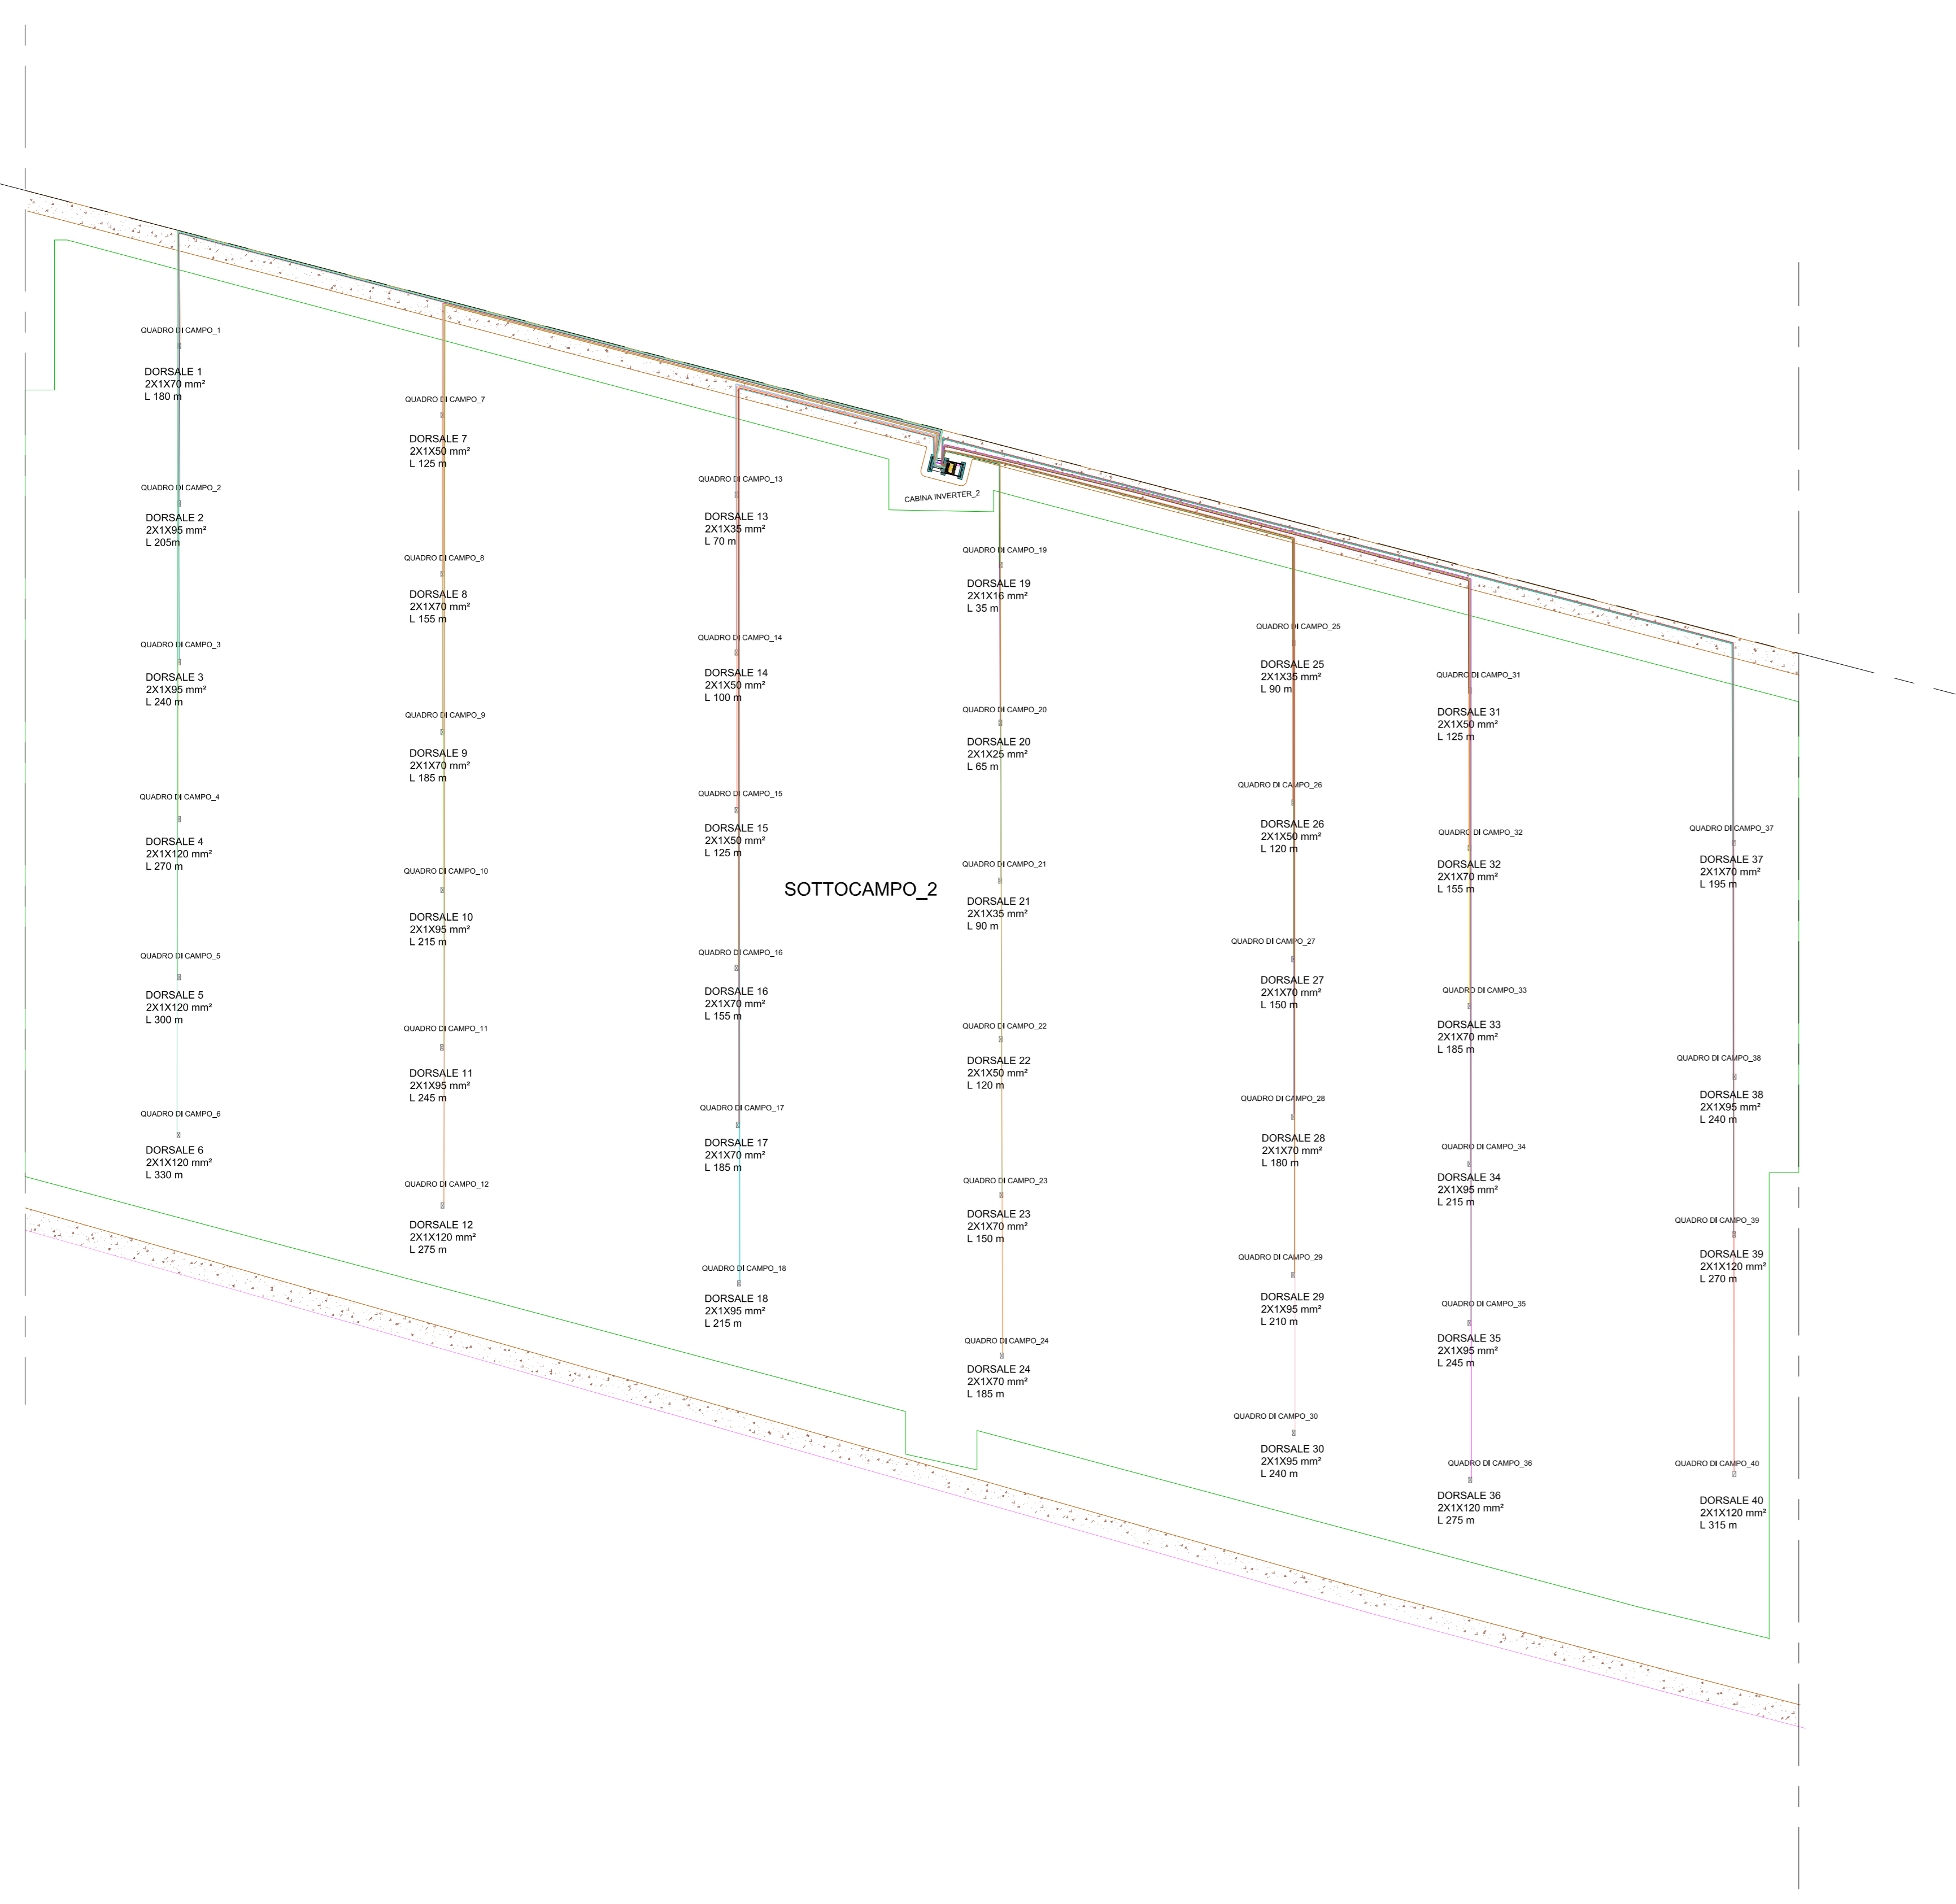 QUADRO DI CAMPO_1
DORSALE 1
2X1X70 mm²
L 180 m
QUADRO DI CAMPO_2
DORSALE 2
2X1X95 mm²
L 205m
QUADRO DI CAMPO_3
DORSALE 3
2X1X95 mm²
L 240 m
QUADRO DI CAMPO_4
DORSALE 4
2X1X120 mm²
L 270 m
QUADRO DI CAMPO_5
DORSALE 5
2X1X120 mm²
L 300 m
QUADRO DI CAMPO_6
DORSALE 6
2X1X120 mm²
L 330 m
QUADRO DI CAMPO_7
DORSALE 7
2X1X50 mm²
L 125 m
QUADRO DI CAMPO_8
DORSALE 8
2X1X70 mm²
L 155 m
QUADRO DI CAMPO_9
DORSALE 9
2X1X70 mm²
L 185 m
QUADRO DI CAMPO_10
DORSALE 10
2X1X95 mm²
L 215 m
QUADRO DI CAMPO_11
DORSALE 11
2X1X95 mm²
L 245 m
QUADRO DI CAMPO_12
DORSALE 12
2X1X120 mm²
L 275 m
QUADRO DI CAMPO_13
DORSALE 13
2X1X35 mm²
L 70 m
QUADRO DI CAMPO_14
DORSALE 14
2X1X50 mm²
L 100 m
QUADRO DI CAMPO_15
DORSALE 15
2X1X50 mm²
L 125 m
QUADRO DI CAMPO_16
DORSALE 16
2X1X70 mm²
L 155 m
QUADRO DI CAMPO_17
DORSALE 17
2X1X70 mm²
L 185 m
QUADRO DI CAMPO_18
DORSALE 18
2X1X95 mm²
L 215 m
CABINA INVERTER_2
SOTTOCAMPO_2
QUADRO DI CAMPO_19
DORSALE 19
2X1X16 mm²
L 35 m
QUADRO DI CAMPO_20
DORSALE 20
2X1X25 mm²
L 65 m
QUADRO DI CAMPO_21
DORSALE 21
2X1X35 mm²
L 90 m
QUADRO DI CAMPO_22
DORSALE 22
2X1X50 mm²
L 120 m
QUADRO DI CAMPO_23
DORSALE 23
2X1X70 mm²
L 150 m
QUADRO DI CAMPO_24
DORSALE 24
2X1X70 mm²
L 185 m
QUADRO DI CAMPO_25
DORSALE 25
2X1X35 mm²
L 90 m
QUADRO DI CAMPO_26
DORSALE 26
2X1X50 mm²
L 120 m
QUADRO DI CAMPO_27
DORSALE 27
2X1X70 mm²
L 150 m
QUADRO DI CAMPO_28
DORSALE 28
2X1X70 mm²
L 180 m
QUADRO DI CAMPO_29
DORSALE 29
2X1X95 mm²
L 210 m
QUADRO DI CAMPO_30
DORSALE 30
2X1X95 mm²
L 240 m
QUADRO DI CAMPO_31
DORSALE 31
2X1X50 mm²
L 125 m
QUADRO DI CAMPO_32
DORSALE 32
2X1X70 mm²
L 155 m
QUADRO DI CAMPO_33
DORSALE 33
2X1X70 mm²
L 185 m
QUADRO DI CAMPO_34
DORSALE 34
2X1X95 mm²
L 215 m
QUADRO DI CAMPO_35
DORSALE 35
2X1X95 mm²
L 245 m
QUADRO DI CAMPO_36
DORSALE 36
2X1X120 mm²
L 275 m
QUADRO DI CAMPO_37
DORSALE 37
2X1X70 mm²
L 195 m
QUADRO DI CAMPO_38
DORSALE 38
2X1X95 mm²
L 240 m
QUADRO DI CAMPO_39
DORSALE 39
2X1X120 mm²
L 270 m
QUADRO DI CAMPO_40
DORSALE 40
2X1X120 mm²
L 315 m